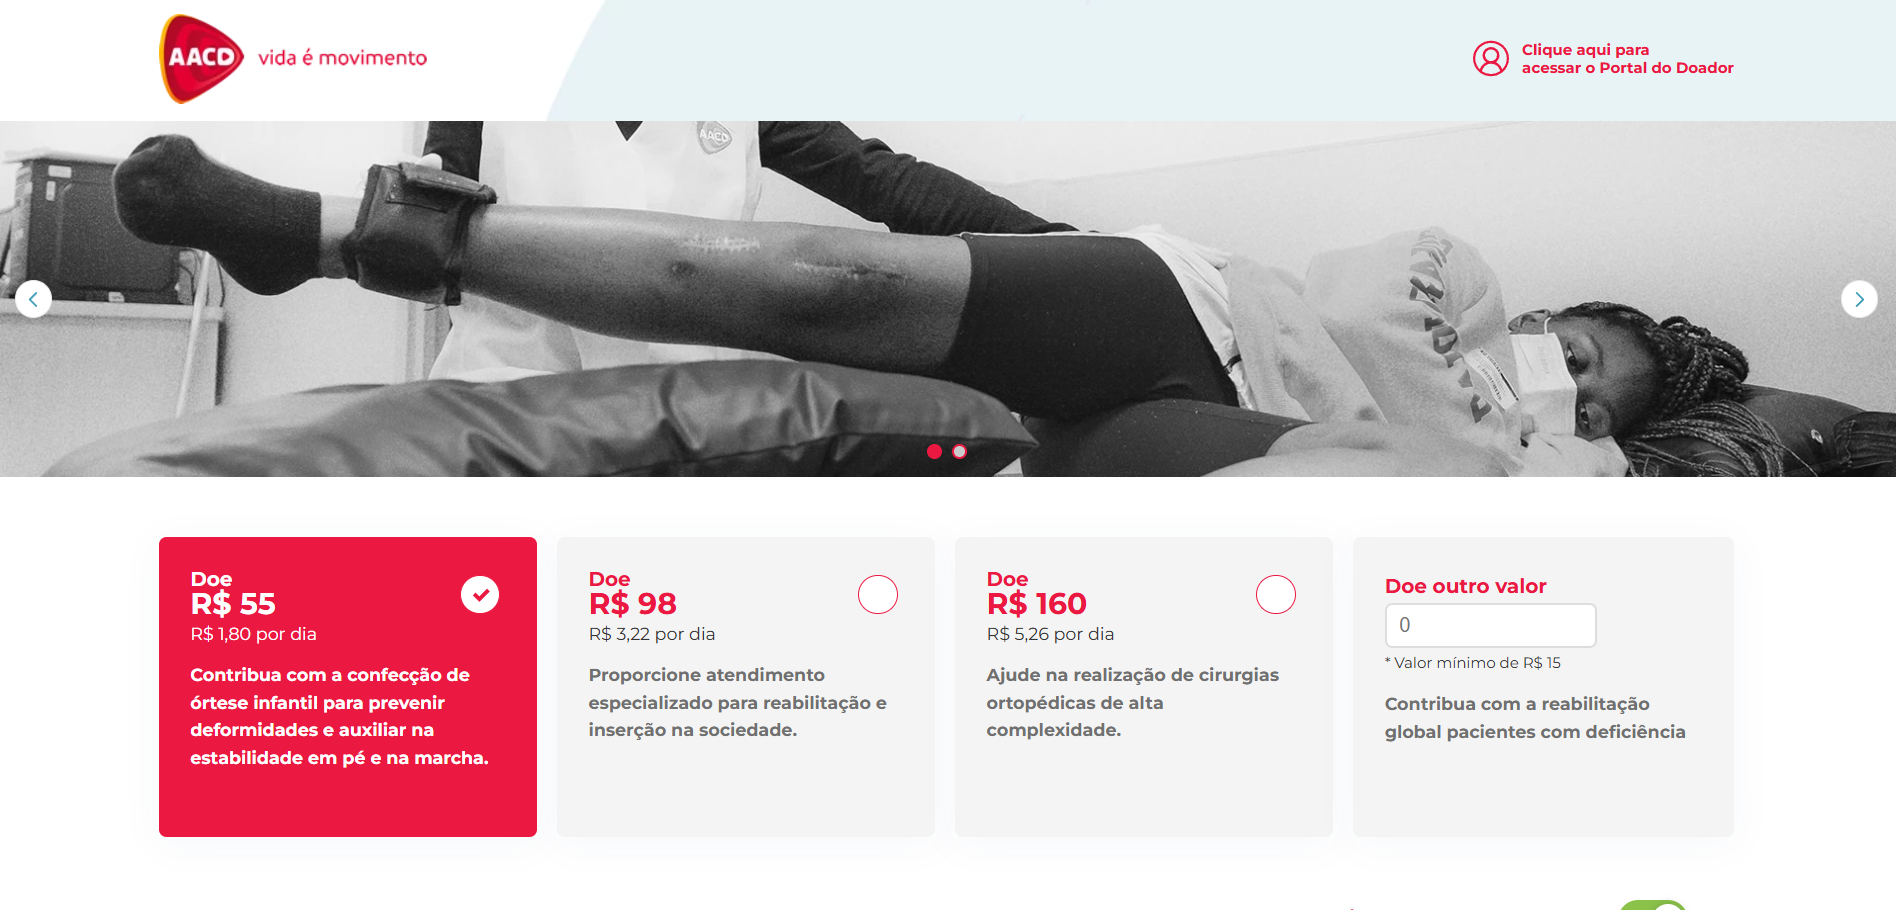 AACD
vida é movimento
Clique aqui para
acessar o Portal do Doador
AACD
Doe
R$ 55
R$ 1,80 por dia
Contribua com a confecção de
órtese infantil para prevenir
deformidades e auxiliar na
estabilidade em pé e na marcha.
Doe
R$ 98
R$ 3,22 por dia
Proporcione atendimento
especializado para reabilitação e
inserção na sociedade.
Doe
R$ 160
R$ 5,26 por dia
Ajude na realização de cirurgias
ortopédicas de alta
complexidade.
Doe outro valor
0
* Valor mínimo de R$ 15
Contribua com a reabilitação
global pacientes com deficiência